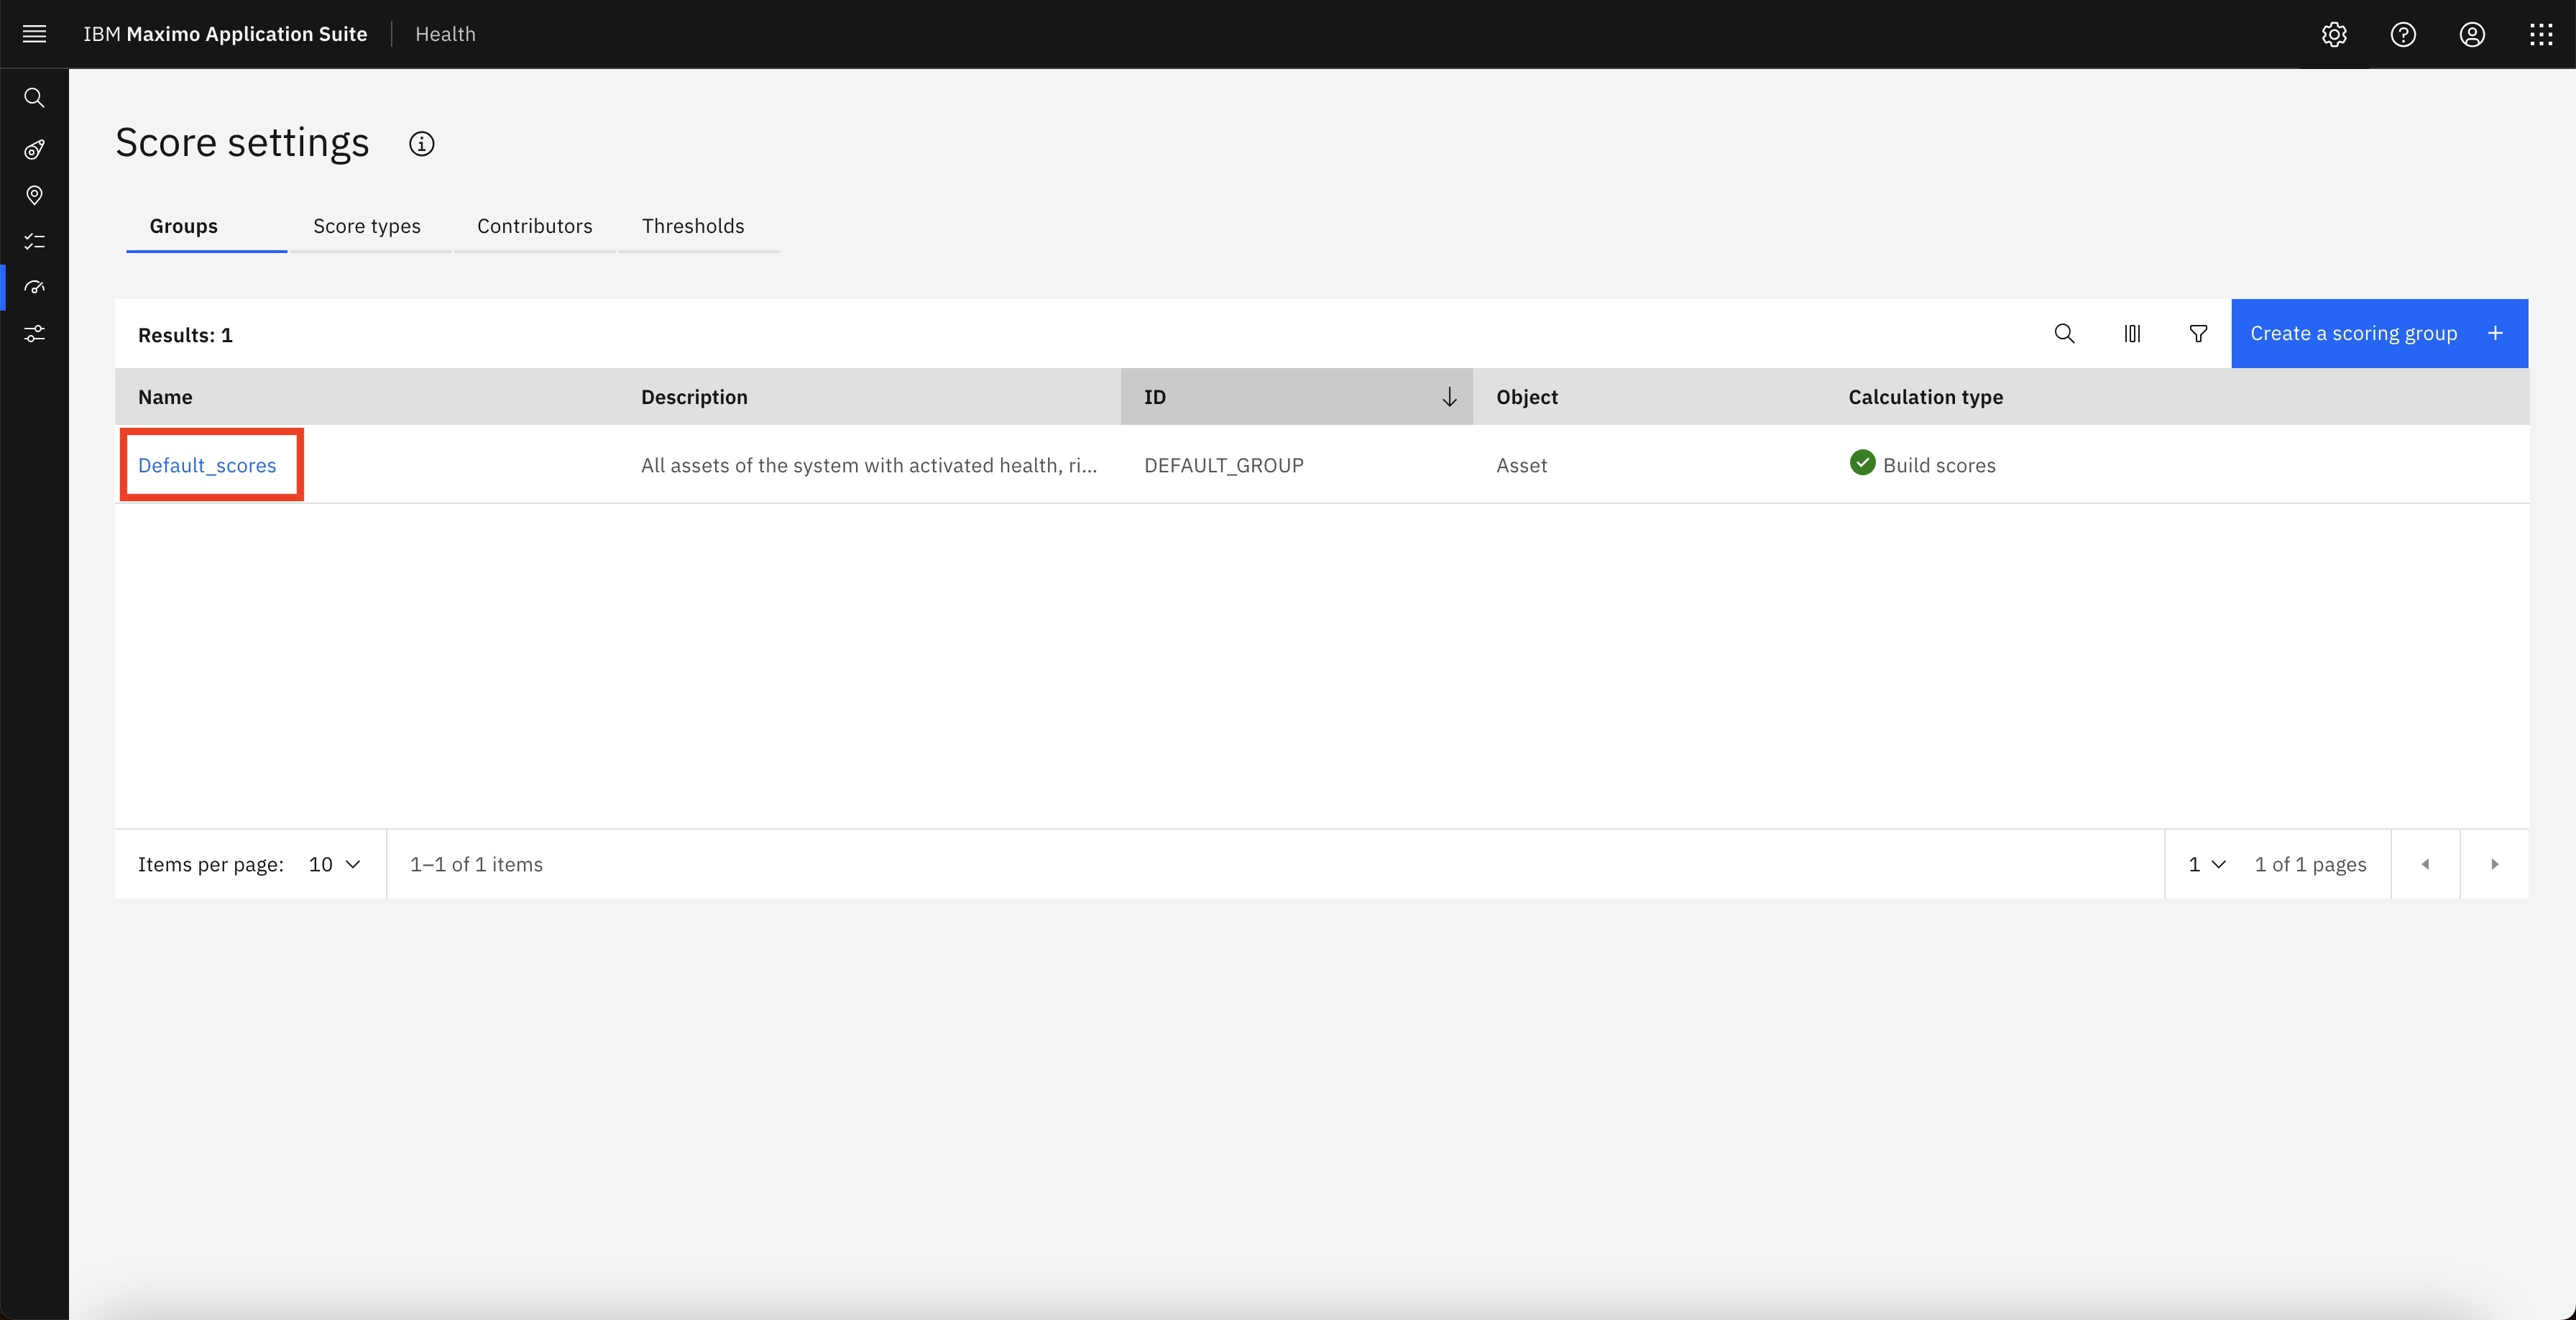 IBM Maximo Application Suite Health
Score settings
Groups Score types Contributors Thresholds
Results: 1 Create a scoring group +
Name Description ID Object Calculation type
Default_scores All assets of the system with activated health, ri... DEFAULT_GROUP Asset Build scores
Items per page: 10 1–1 of 1 items 1 1 of 1 pages